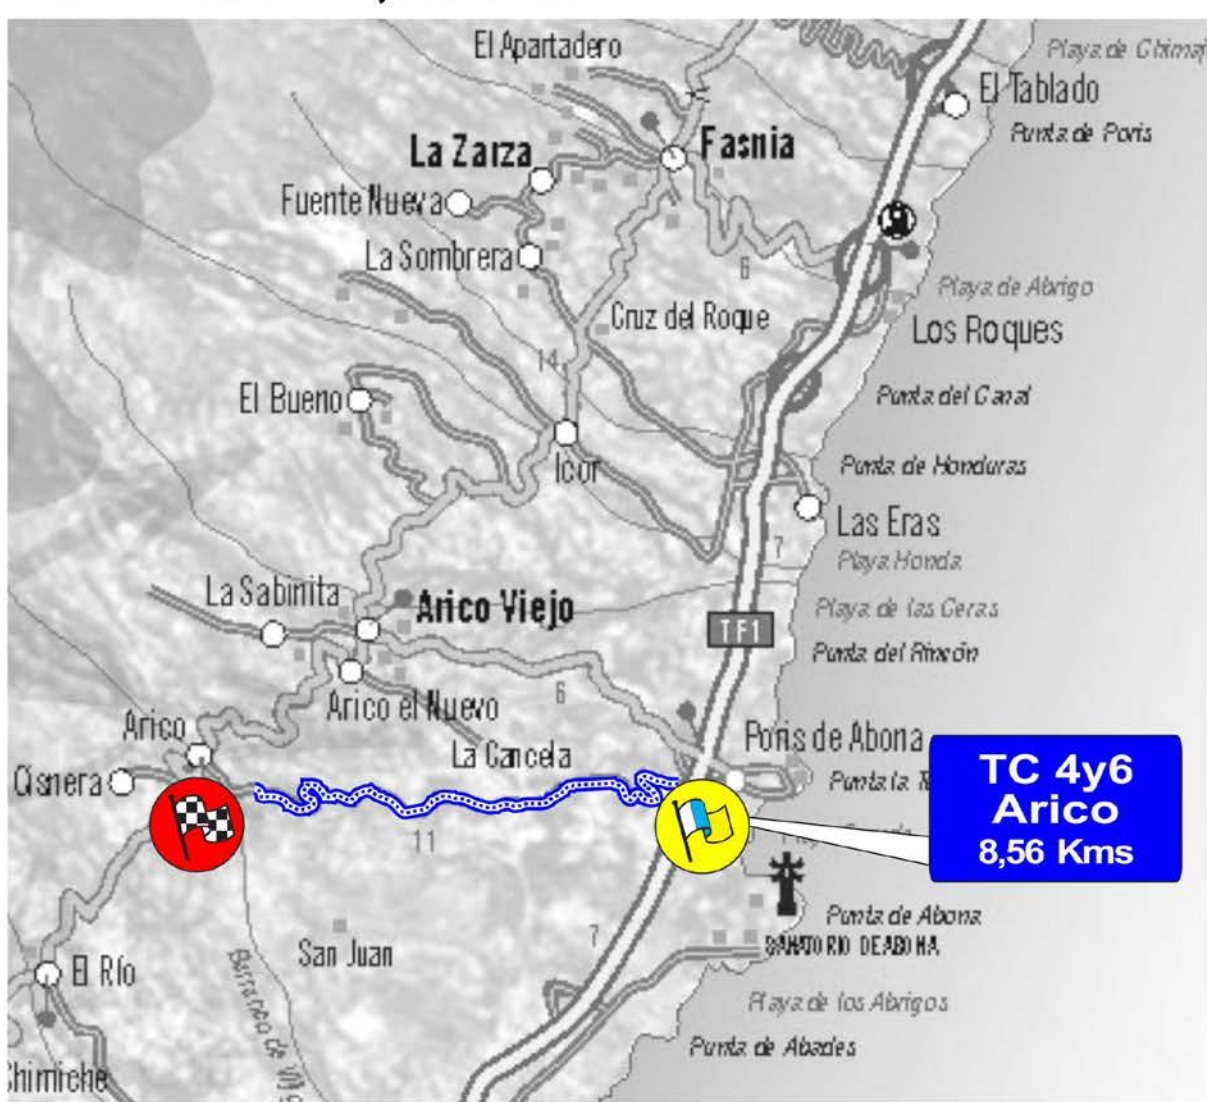 El Apartadero
El Tablado
Punta de Poris
La Zarza
Fasnia
Fuente Nueva
La Sombrera
6
Playa de Abrigo
Cruz del Roque
Los Roques
14
El Bueno
Punta del Canal
Icor
Punta de Honduras
Las Eras
7
Playa Honda
La Sabinita
Arico Viejo
Playa de las Ceras
TF1
Punta del Rincón
6
Arico el Nuevo
Arico
La Cancela
Poris de Abona
Cisnera
Punta la
TC 4y6
Arico
8,56 Kms
11
Punta de Abona
7
SANATORIO DE ABONA
San Juan
El Río
Barranco de
Playa de los Abrigos
Punta de Abades
Chimiche